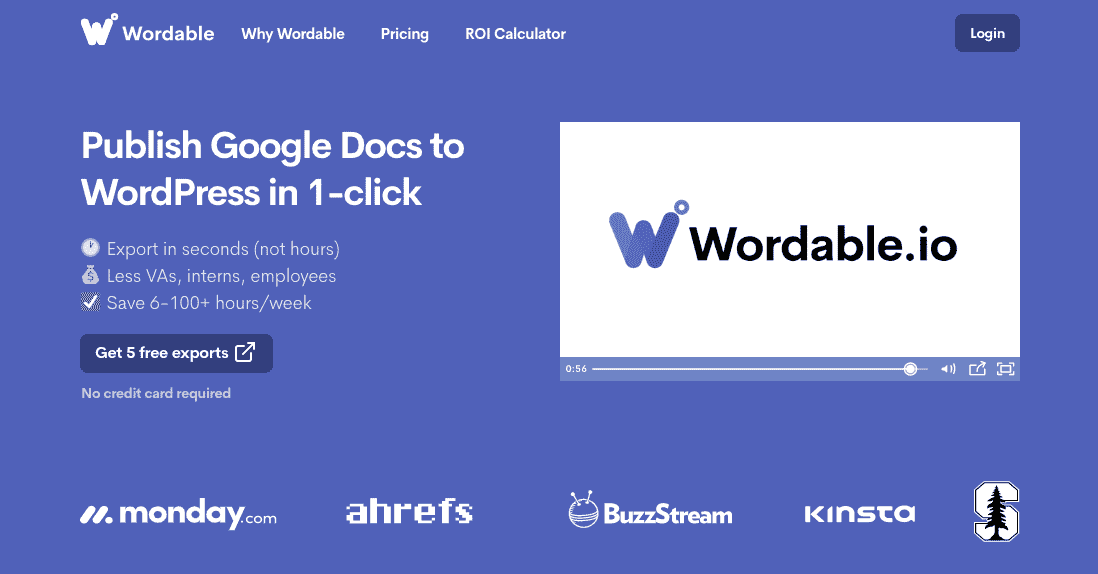 Wordable
Why Wordable
Pricing
ROI Calculator
Login
Publish Google Docs to
WordPress in 1-click
Export in seconds (not hours)
Less VAs, interns, employees
Save 6-100+ hours/week
Get 5 free exports
No credit card required
Wordable.io
0:56
monday.com
ahrefs
BuzzStream
KINSTA
S